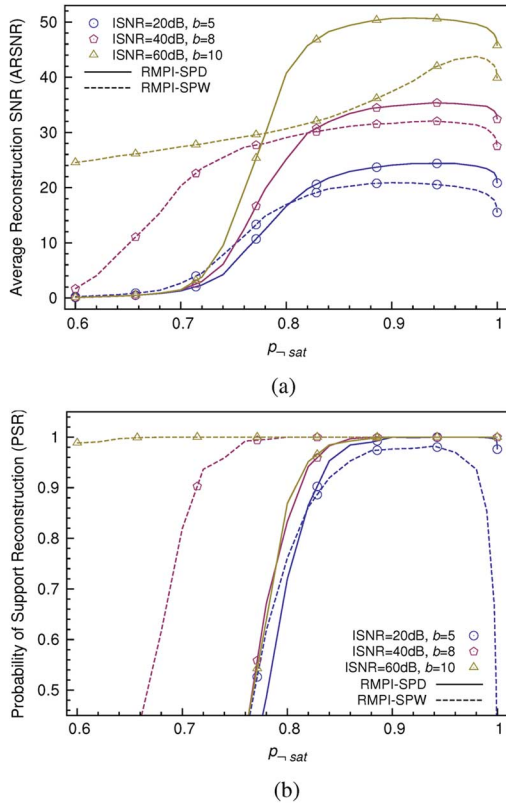 Average Reconstruction SNR (ARSNR)
50
40
30
20
10
0
ISNR=20dB, b=5
ISNR=40dB, b=8
ISNR=60dB, b=10
RMPI-SPD
RMPI-SPW
0.6 0.7 0.8 0.9 1
p¬ sat
(a)
Probability of Support Reconstruction (PSR)
1
0.9
0.8
0.7
0.6
0.5
ISNR=20dB, b=5
ISNR=40dB, b=8
ISNR=60dB, b=10
RMPI-SPD
RMPI-SPW
0.6 0.7 0.8 0.9 1
p¬ sat
(b)